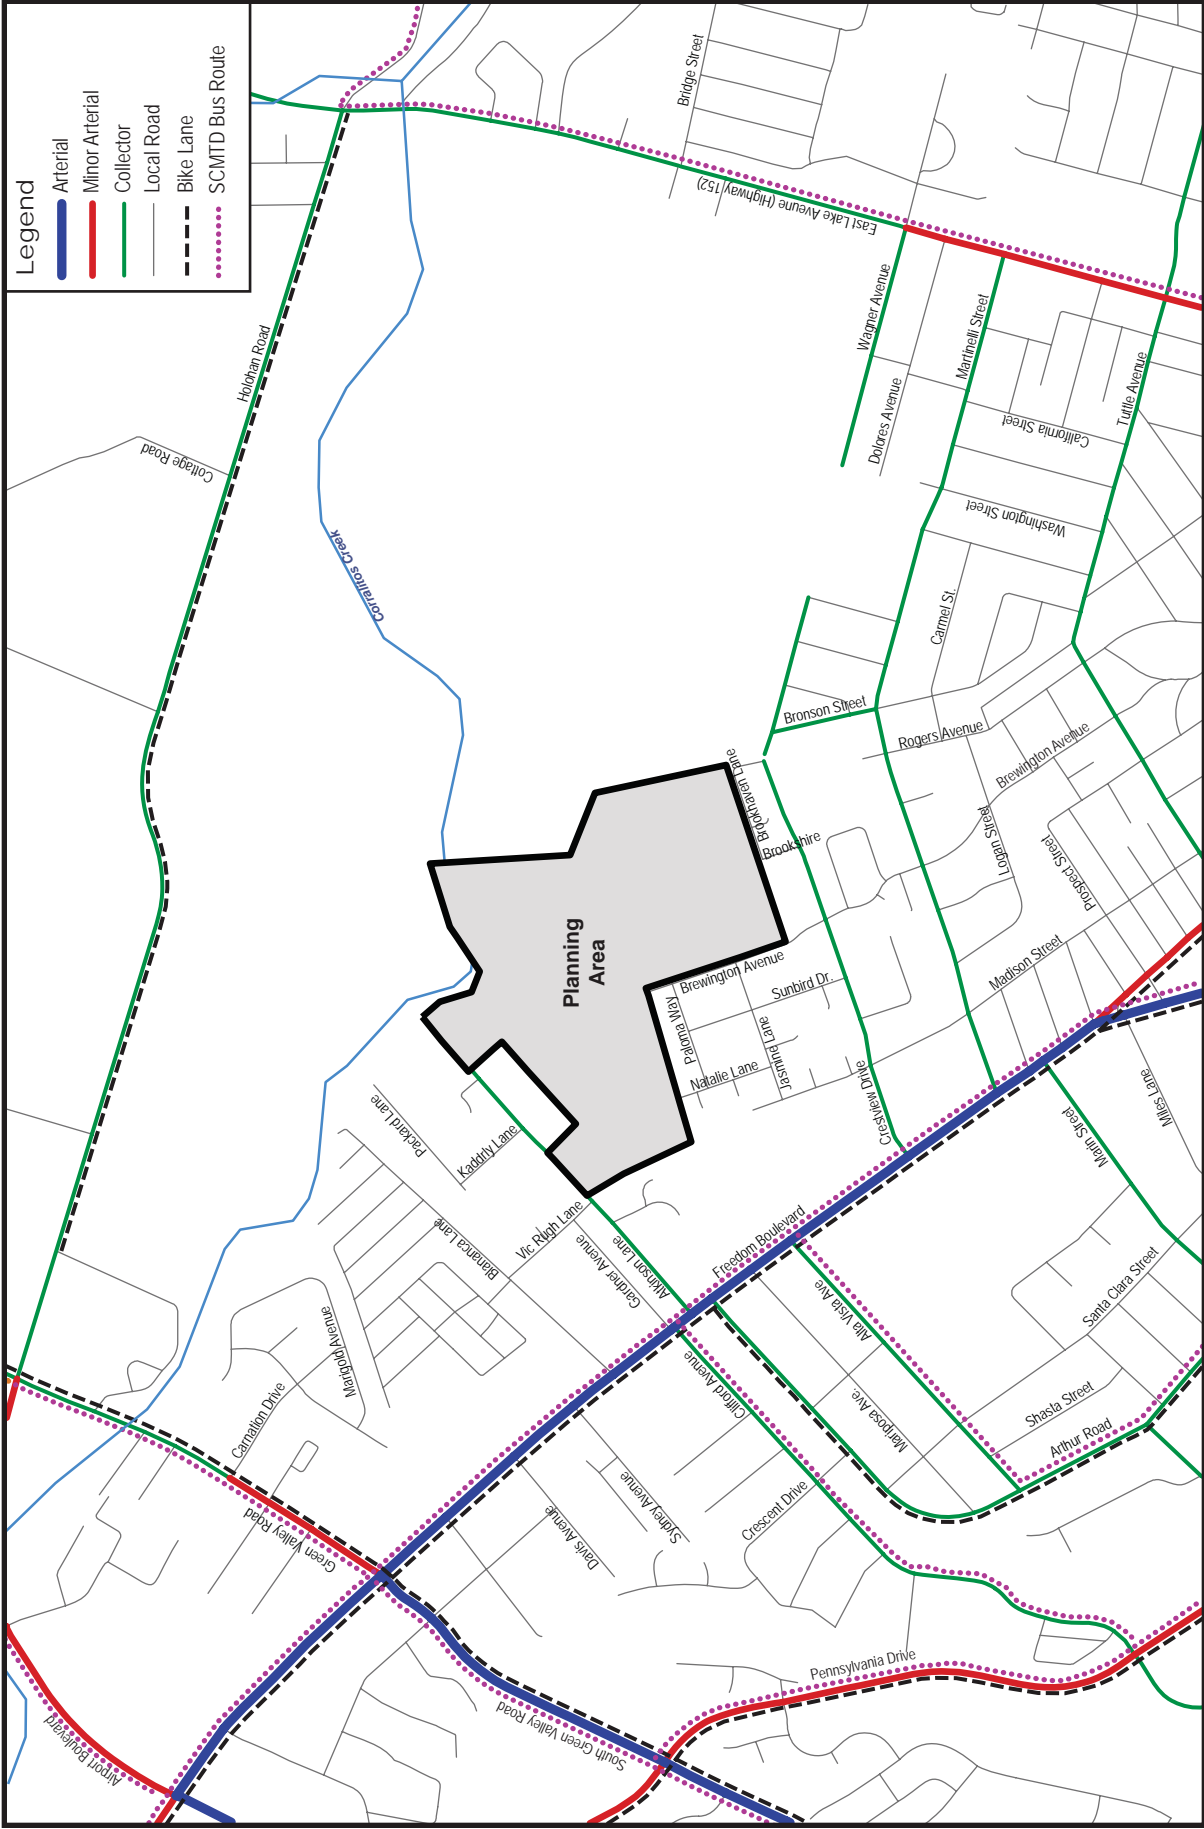 Legend
Arterial
Minor Arterial
Collector
Local Road
Bike Lane
SCMTD Bus Route
Bridge Street
East Lake Aveune (Highway 152)
Holohan Road
Wagner Avenue
Martinelli Street
Dolores Avenue
Tuttle Avenue
California Street
Cottage Road
Washington Street
Corralitos Creek
Carmel St.
Bronson Street
Rogers Avenue
Brewington Avenue
Brookhaven Lane
Brookshire
Logan Street
Prospect Street
Planning
Area
Madison Street
Brewington Avenue
Sunbird Dr.
Paloma Way
Jasmine Lane
Natalie Lane
Crestview Drive
Miles Lane
Marin Street
Packard Lane
Kadderly Lane
Vic Rugh Lane
Blananca Lane
Gardner Avenue
Atkinson Lane
Freedom Boulevard
Marigold Avenue
Alta Vista Ave
Santa Clara Street
Clifford Avenue
Mariposa Ave.
Shasta Street
Arthur Road
Carnation Drive
Green Valley Road
Sydney Avenue
Davis Avenue
Crescent Drive
Pennsylvania Drive
South Green Valley Road
Airport Boulevard